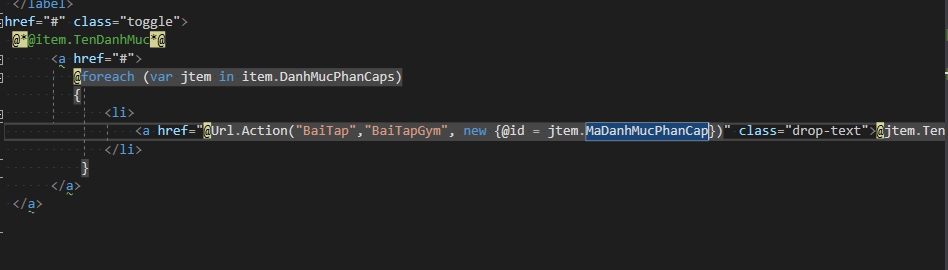 </label>
href="#" class="toggle">
@*@item.TenDanhMuc*@
<a href="#">
@foreach (var jtem in item.DanhMucPhanCaps)
{
<li>
<a href="@Url.Action("BaiTap","BaiTapGym", new {@id = jtem.MaDanhMucPhanCap})" class="drop-text">@jtem.Ten
</li>
}
</a>
</a>